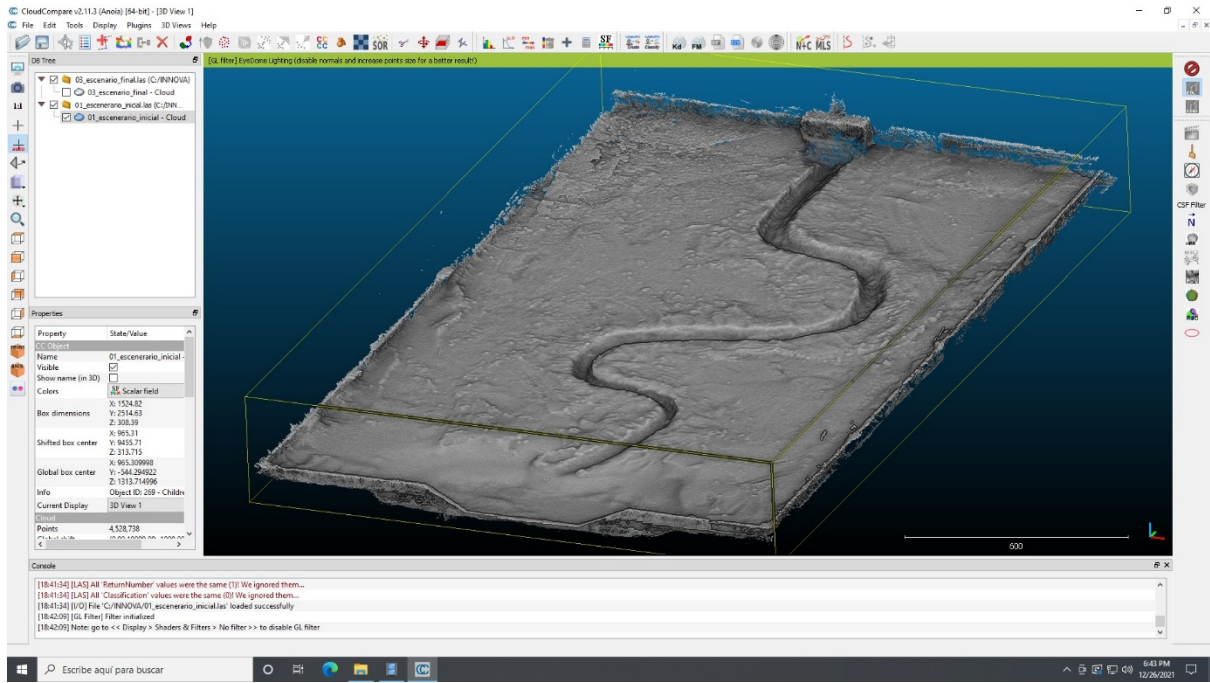 CloudCompare v2.11.3 (Anoia) [64-bit] - [3D View 1]
File Edit Tools Display Plugins 3D Views Help
SOR
SF
Kd FM
N+C MLS
DB Tree
03_escenario_final.las (C:/INNOVA)
03_escenario_final - Cloud
01_escenerario_inicial.las (C:/INN...
01_escenerario_inicial - Cloud
[GL filter] EyeDome Lighting (disable normals and increase points size for a better result!)
1:1
CSF Filter
N
600
Properties
Property State/Value
CC Object
Name 01_escenerario_inicial -
Visible
Show name (in 3D)
Colors Scalar field
Box dimensions
X: 1524.82
Y: 2514.63
Z: 308.39
Shifted box center
X: 965.31
Y: 9455.71
Z: 313.715
Global box center
X: 965.309998
Y: -544.294922
Z: 1313.714996
Info Object ID: 269 - Childre
Current Display 3D View 1
Cloud
Points 4,528,738
Console
[18:41:34] [LAS] All 'ReturnNumber' values were the same (1)! We ignored them...
[18:41:34] [LAS] All 'Classification' values were the same (0)! We ignored them...
[18:41:34] [I/O] File 'C:/INNOVA/01_escenerario_inicial.las' loaded successfully
[18:42:09] [GL Filter] Filter initialized
[18:42:09] Note: go to << Display > Shaders & Filters > No filter >> to disable GL filter
Escribe aquí para buscar
6:43 PM
12/26/2021